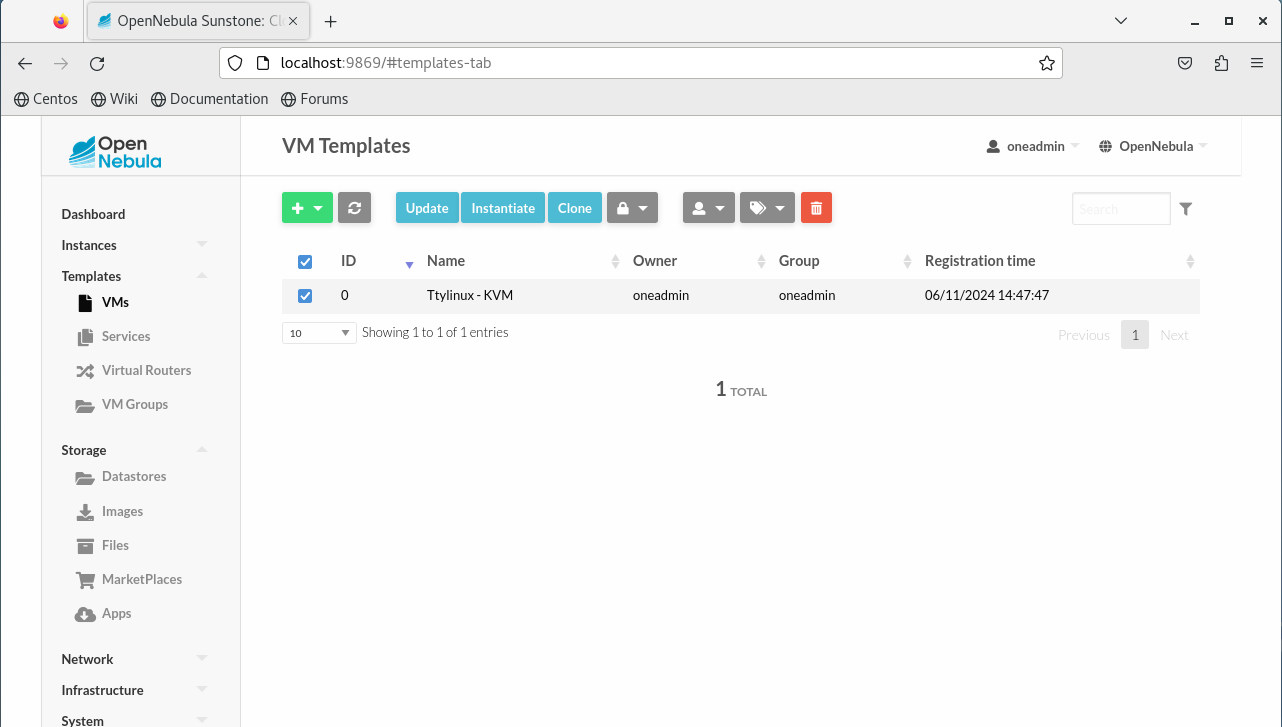 OpenNebula Sunstone: Cl
localhost:9869/#templates-tab
Centos Wiki Documentation Forums
Open
Nebula
VM Templates
oneadmin OpenNebula
Dashboard
Instances
Templates
VMs
Services
Virtual Routers
VM Groups
Storage
Datastores
Images
Files
MarketPlaces
Apps
Network
Infrastructure
System
Update Instantiate Clone
Search
ID Name Owner Group Registration time
0 Ttylinux - KVM oneadmin oneadmin 06/11/2024 14:47:47
10 Showing 1 to 1 of 1 entries
Previous 1 Next
1 TOTAL